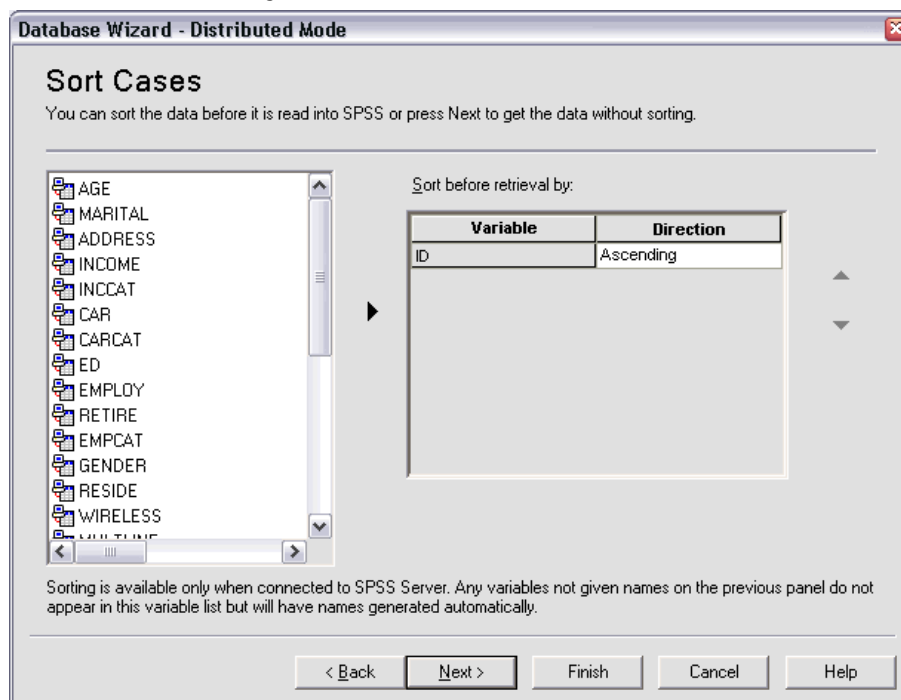 Database Wizard - Distributed Mode
Sort Cases
You can sort the data before it is read into SPSS or press Next to get the data without sorting.
AGE
MARITAL
ADDRESS
INCOME
INCCAT
CAR
CARCAT
ED
EMPLOY
RETIRE
EMPCAT
GENDER
RESIDE
WIRELESS
Sort before retrieval by:
Variable Direction
ID Ascending
Sorting is available only when connected to SPSS Server. Any variables not given names on the previous panel do not
appear in this variable list but will have names generated automatically.
< Back Next > Finish Cancel Help